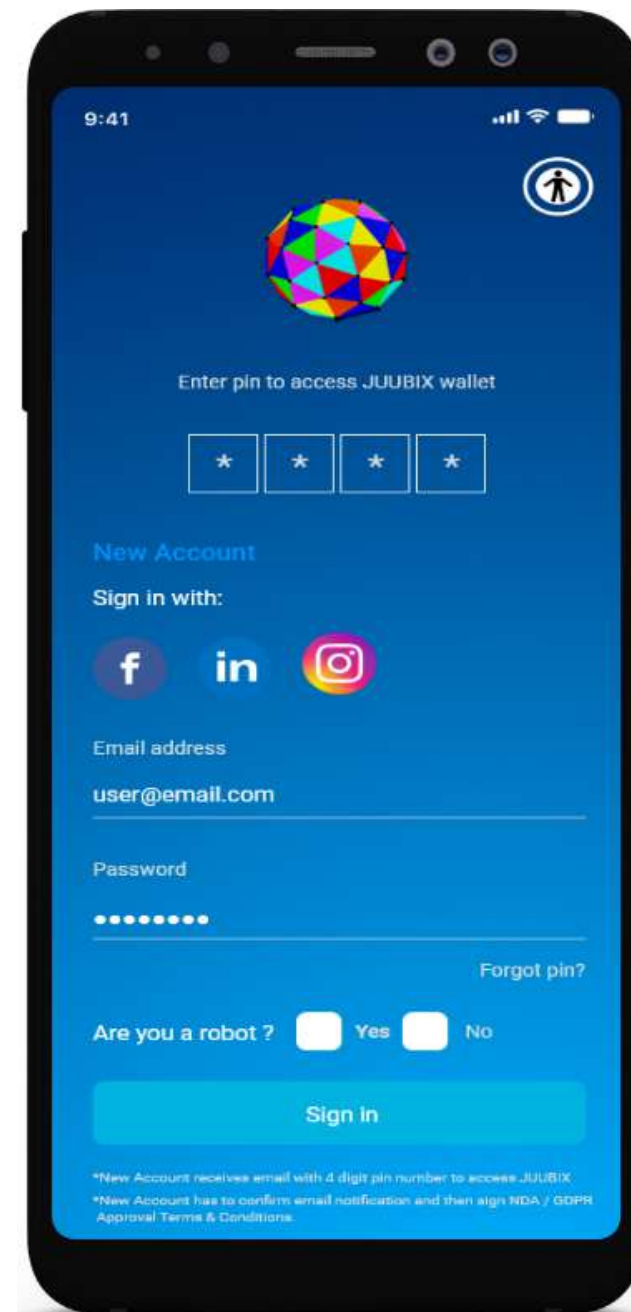 9:41
Enter pin to access JUUBIX wallet
* * * *
New Account
Sign in with:
f in
Email address
user@email.com
Password
Forgot pin?
Are you a robot ? Yes No
Sign in
*New Account receives email with 4 digit pin number to access JUUBIX
*New Account has to confirm email notification and then sign NDA / GDPR
Approval Terms & Conditions.